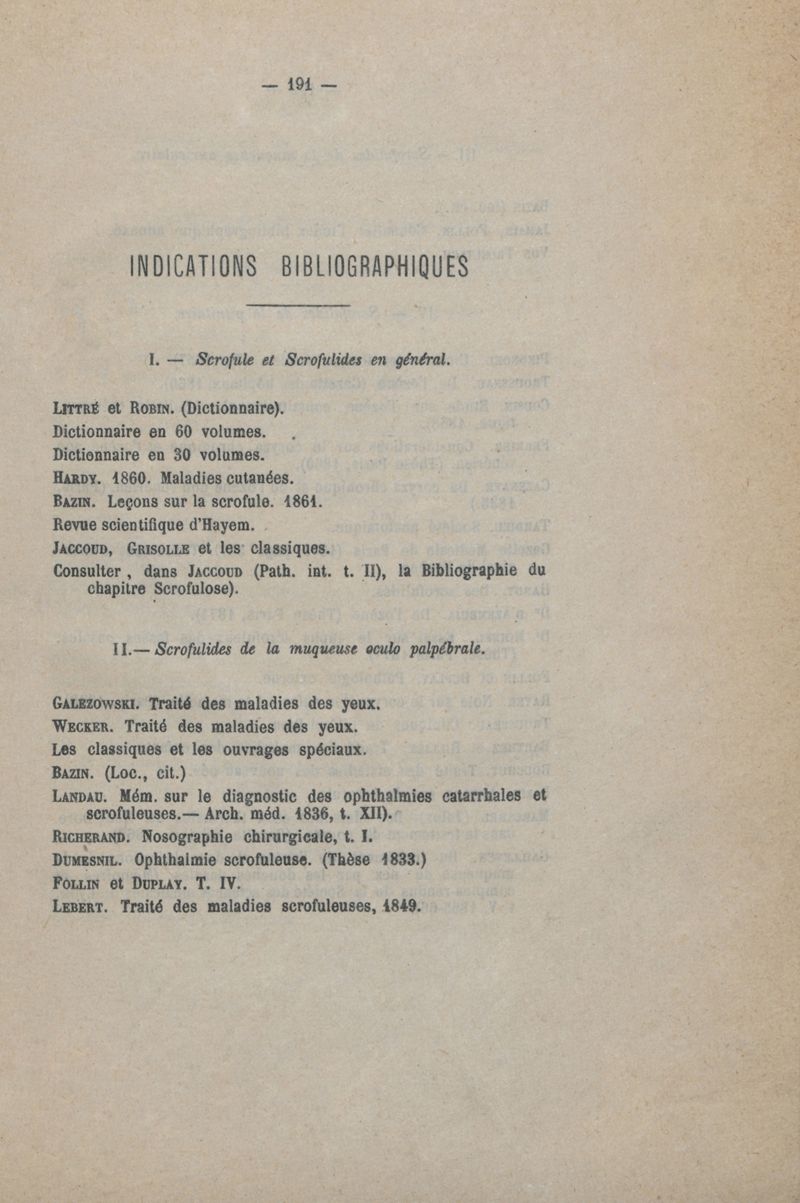 — 191 —
INDICATIONS BIBLIOGRAPHIQUES
I. — Scrofule et Scrofulides en général.
LITTRÉ et ROBIN. (Dictionnaire).
Dictionnaire en 60 volumes.
Dictionnaire en 30 volumes.
HARDY. 1860. Maladies cutanées.
BAZIN. Leçons sur la scrofule. 1861.
Revue scientifique d'Hayem.
JACCOUD, GRISOLLE et les classiques.
Consulter, dans JACCOUD (Path. int. t. II), la Bibliographie du
chapitre Scrofulose).
II.— Scrofulides de la muqueuse oculo palpébrale.
GALEZOWSKI. Traité des maladies des yeux.
WECKER. Traité des maladies des yeux.
Les classiques et les ouvrages spéciaux.
BAZIN. (Loc., cit.)
LANDAU. Mém. sur le diagnostic des ophthalmies catarrhales et
scrofuleuses.— Arch. méd. 1836, t. XII).
RICHERAND. Nosographie chirurgicale, t. I.
DUMESNIL. Ophthalmie scrofuleuse. (Thèse 1833.)
FOLLIN et DUPLAY. T. IV.
LEBERT. Traité des maladies scrofuleuses, 1849.